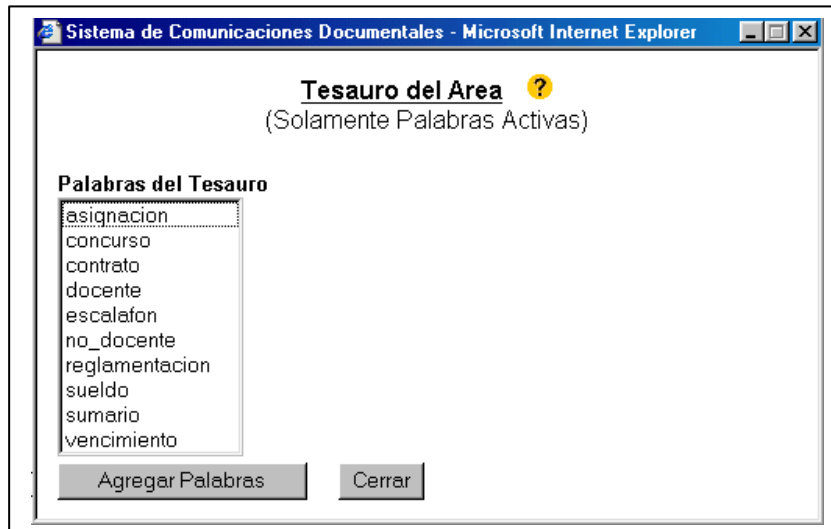 Sistema de Comunicaciones Documentales - Microsoft Internet Explorer
Tesauro del Area ?
(Solamente Palabras Activas)
Palabras del Tesauro
asignacion
concurso
contrato
docente
escalafon
no_docente
reglamentacion
sueldo
sumario
vencimiento
Agregar Palabras Cerrar